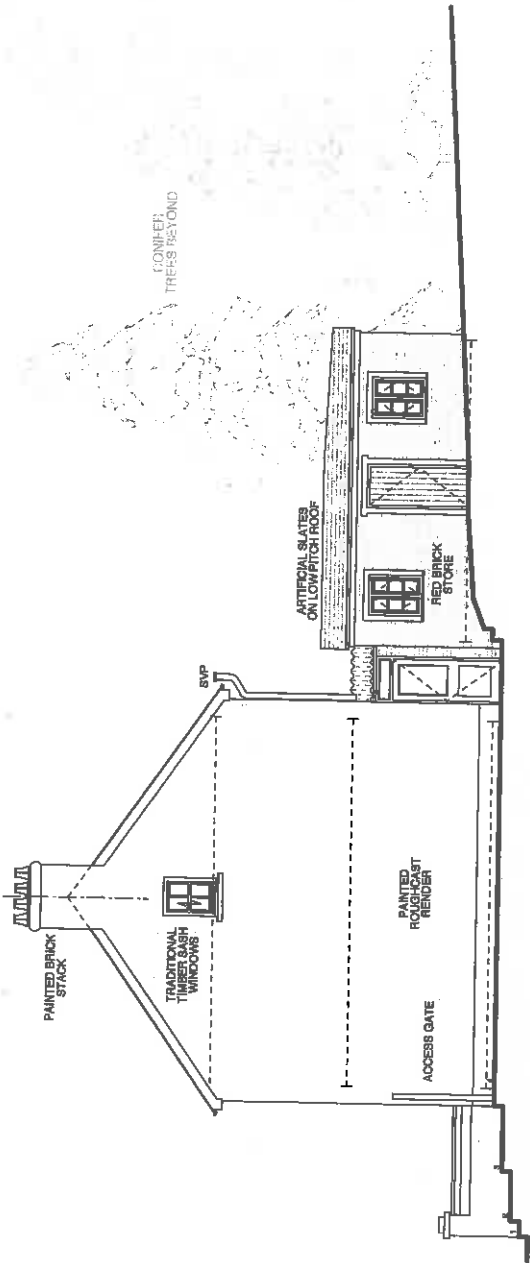 PAINTED BRICK
STACK
TRADITIONAL
TIMBER SASH
WINDOWS
SVP
ACCESS GATE
PAINTED
ROUGHCAST
RENDER
ARTIFICIAL SLATES
ON LOW PITCH ROOF
RED BRICK
STORE
CONIFER
TREES BEYOND